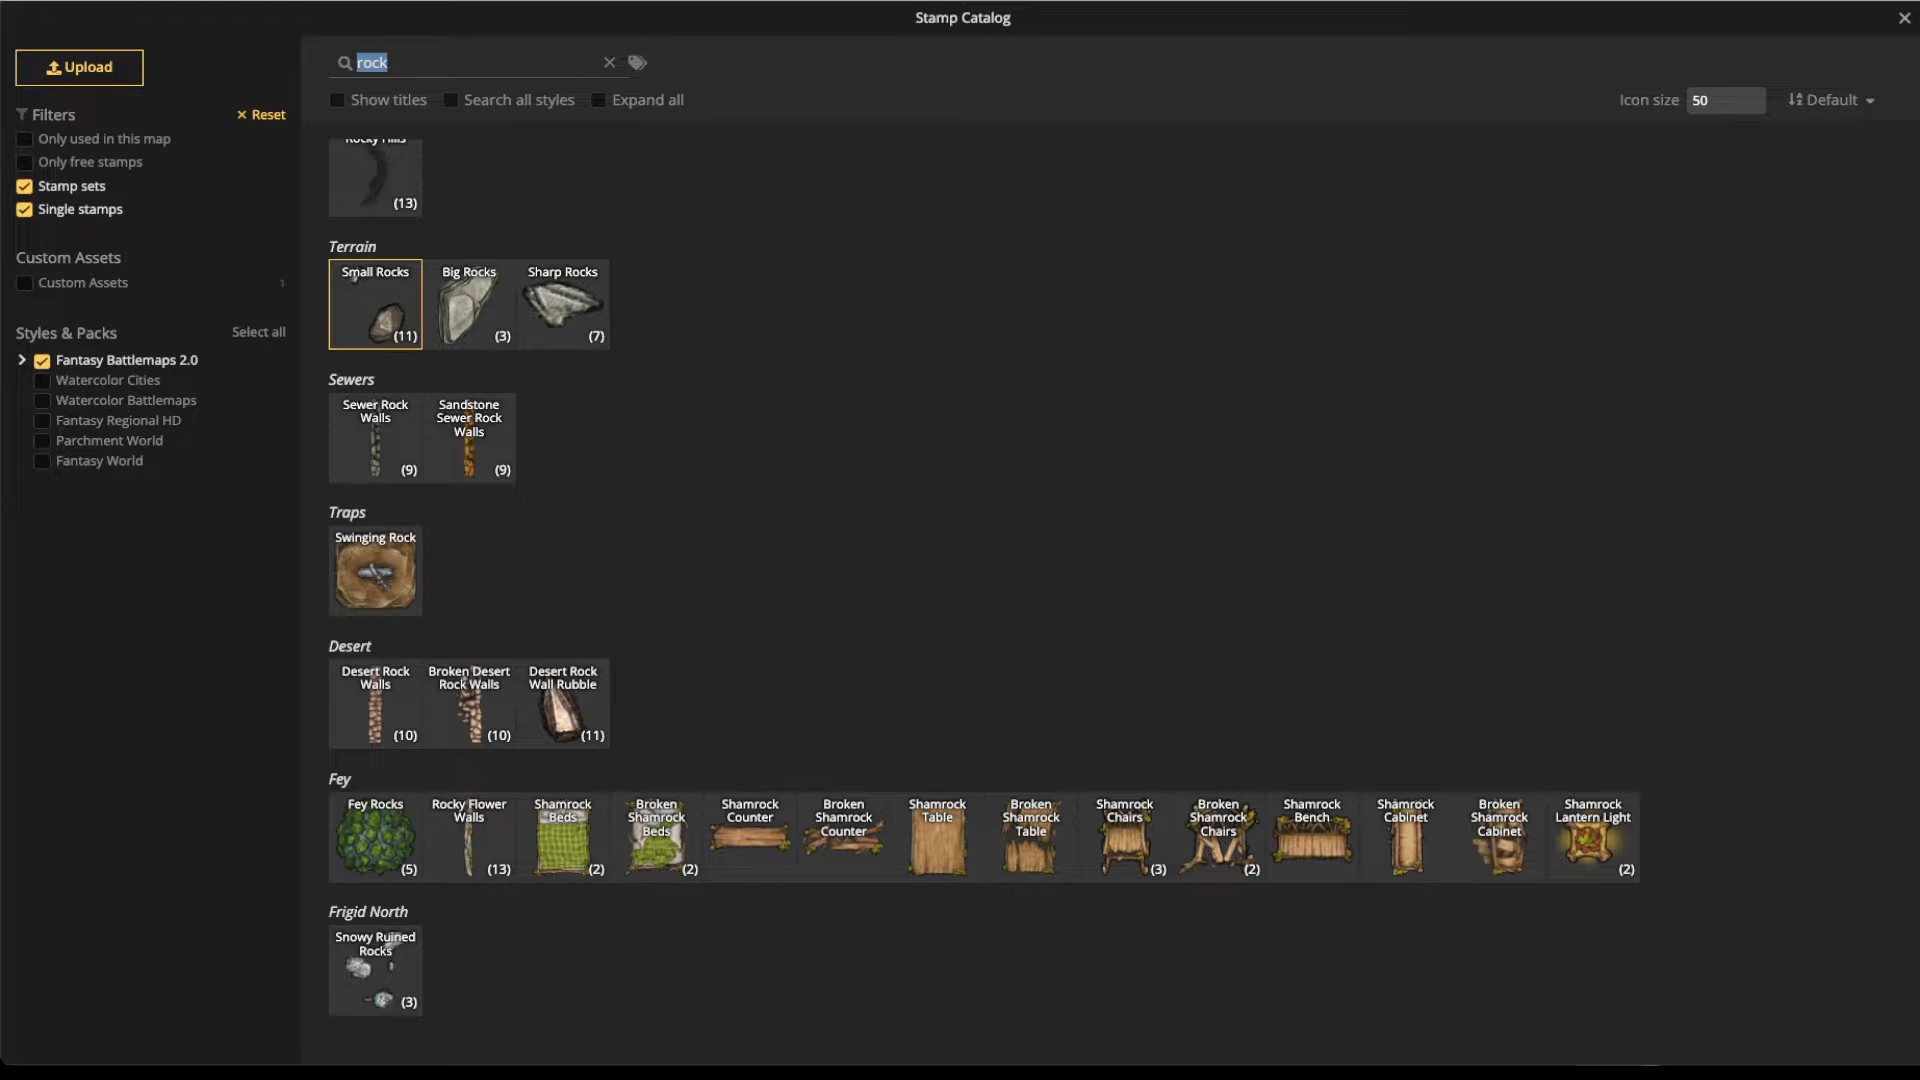 Stamp Catalog
Upload
Filters
Reset
Only used in this map
Only free stamps
Stamp sets
Single stamps
Custom Assets
Custom Assets 1
Styles & Packs Select all
Fantasy Battlemaps 2.0
Watercolor Cities
Watercolor Battlemaps
Fantasy Regional HD
Parchment World
Fantasy World
rock
Show titles Search all styles Expand all
Icon size 50 Default
Rocky Hills
(13)
Terrain
Small Rocks
(11)
Big Rocks
(3)
Sharp Rocks
(7)
Sewers
Sewer Rock
Walls
(9)
Sandstone
Sewer Rock
Walls
(9)
Traps
Swinging Rock
Desert
Desert Rock
Walls
(10)
Broken Desert
Rock Walls
(10)
Desert Rock
Wall Rubble
(11)
Fey
Fey Rocks
(5)
Rocky Flower
Walls
(13)
Shamrock
Beds
(2)
Broken
Shamrock
Beds
(2)
Shamrock
Counter
Broken
Shamrock
Counter
Shamrock
Table
Broken
Shamrock
Table
Shamrock
Chairs
(3)
Broken
Shamrock
Chairs
(2)
Shamrock
Bench
Shamrock
Cabinet
Broken
Shamrock
Cabinet
Shamrock
Lantern Light
(2)
Frigid North
Snowy Ruined
Rocks
(3)